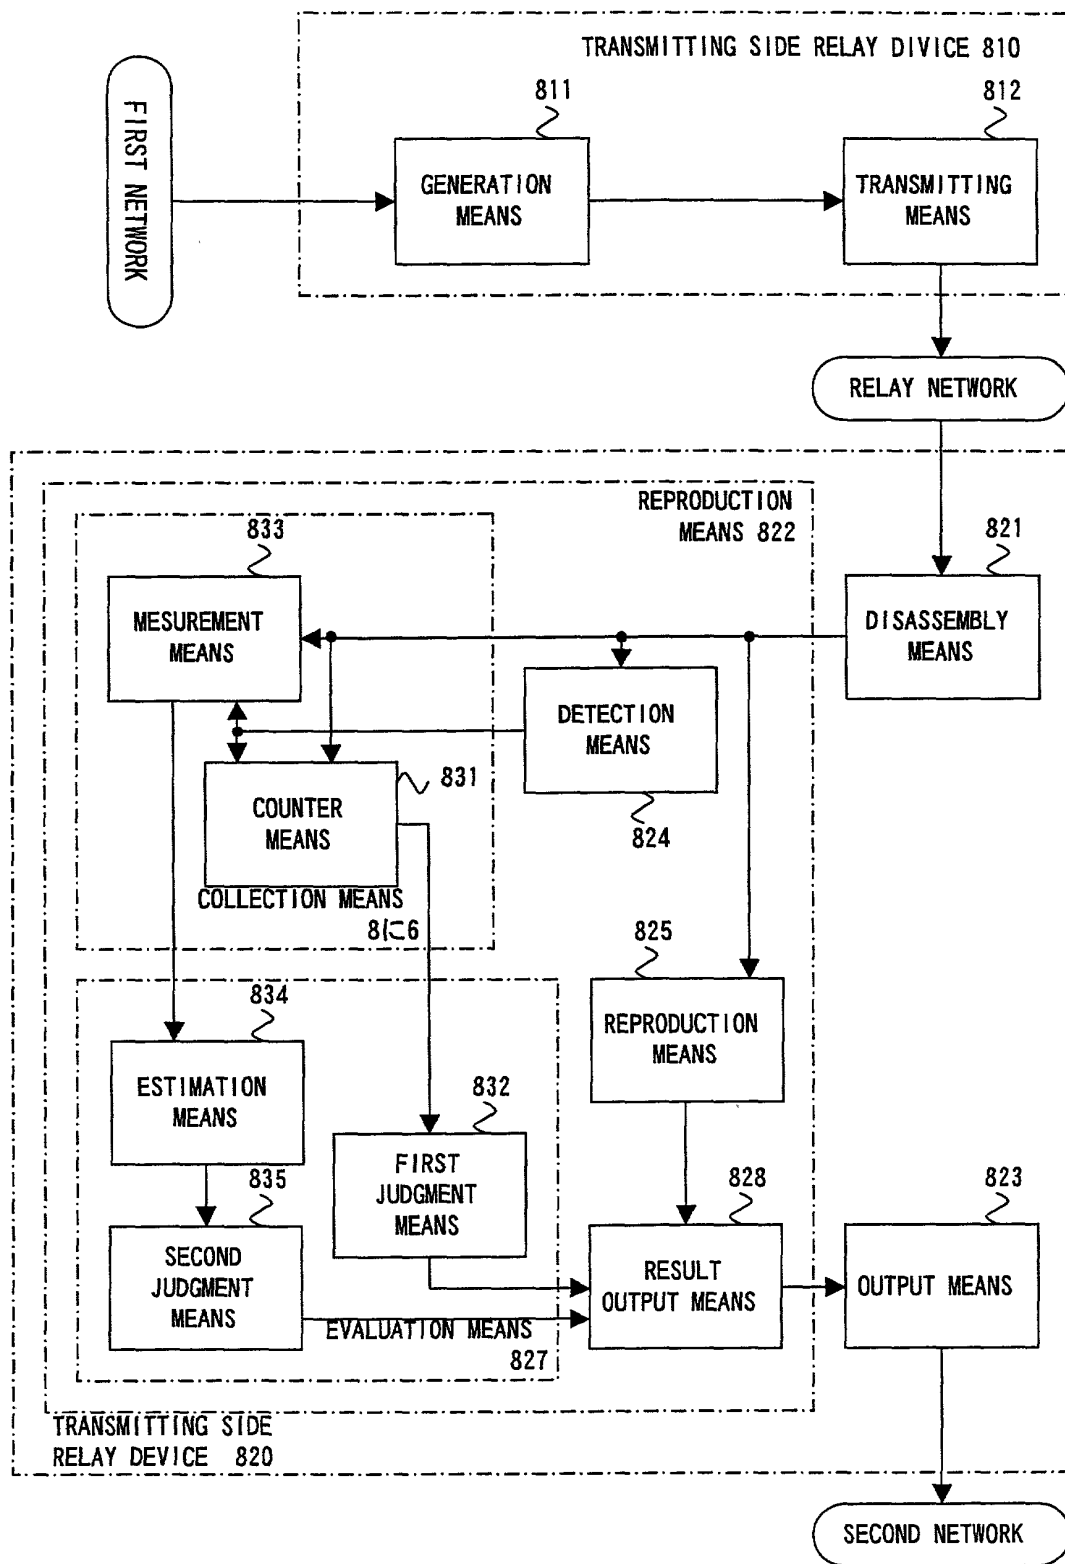 TRANSMITTING SIDE RELAY DIVICE 810
FIRST NETWORK
811
812
GENERATION
MEANS
TRANSMITTING
MEANS
RELAY NETWORK
REPRODUCTION
MEANS 822
833
821
MESUREMENT
MEANS
DISASSEMBLY
MEANS
DETECTION
MEANS
831
COUNTER
MEANS
824
COLLECTION MEANS
8に6
825
834
REPRODUCTION
MEANS
ESTIMATION
MEANS
832
FIRST
JUDGMENT
MEANS
835
828
823
SECOND
JUDGMENT
MEANS
RESULT
OUTPUT MEANS
OUTPUT MEANS
EVALUATION MEANS
827
TRANSMITTING SIDE
RELAY DEVICE 820
SECOND NETWORK